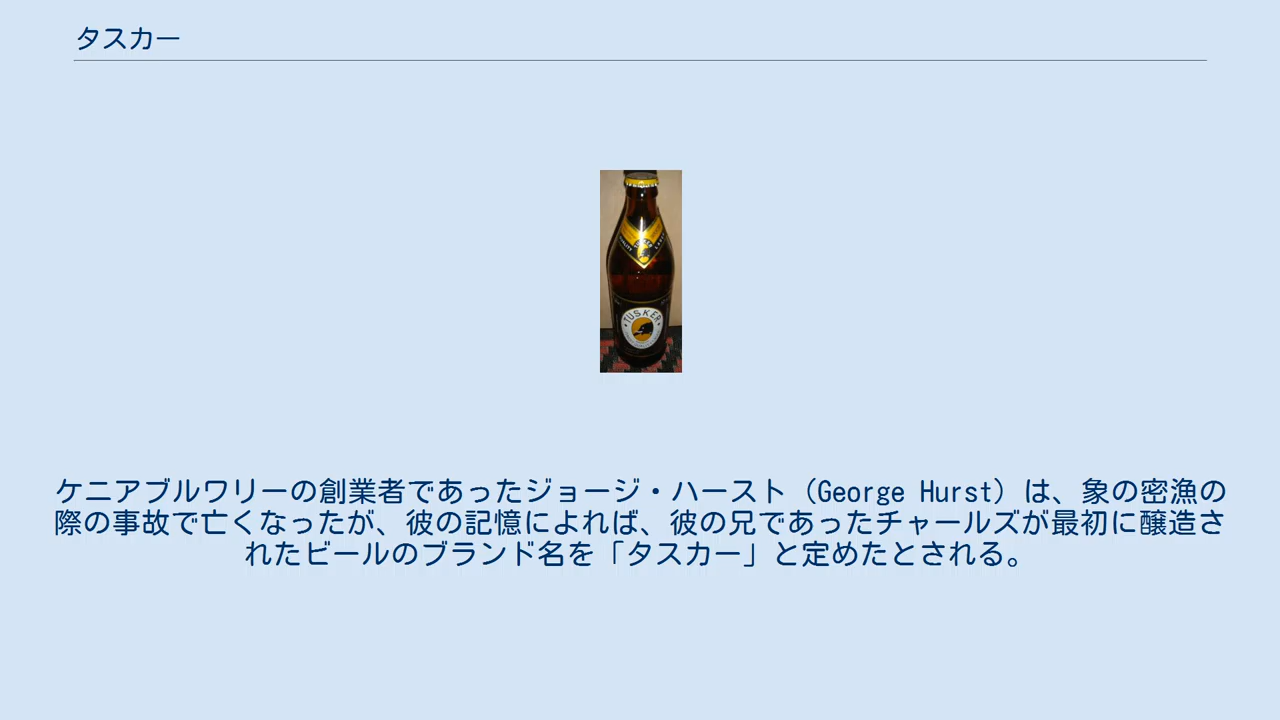 タスカー
TUSKER
ケニアブルワリーの創業者であったジョージ・ハースト（George Hurst）は、象の密漁の
際の事故で亡くなったが、彼の記憶によれば、彼の兄であったチャールズが最初に醸造さ
れたビールのブランド名を「タスカー」と定めたとされる。